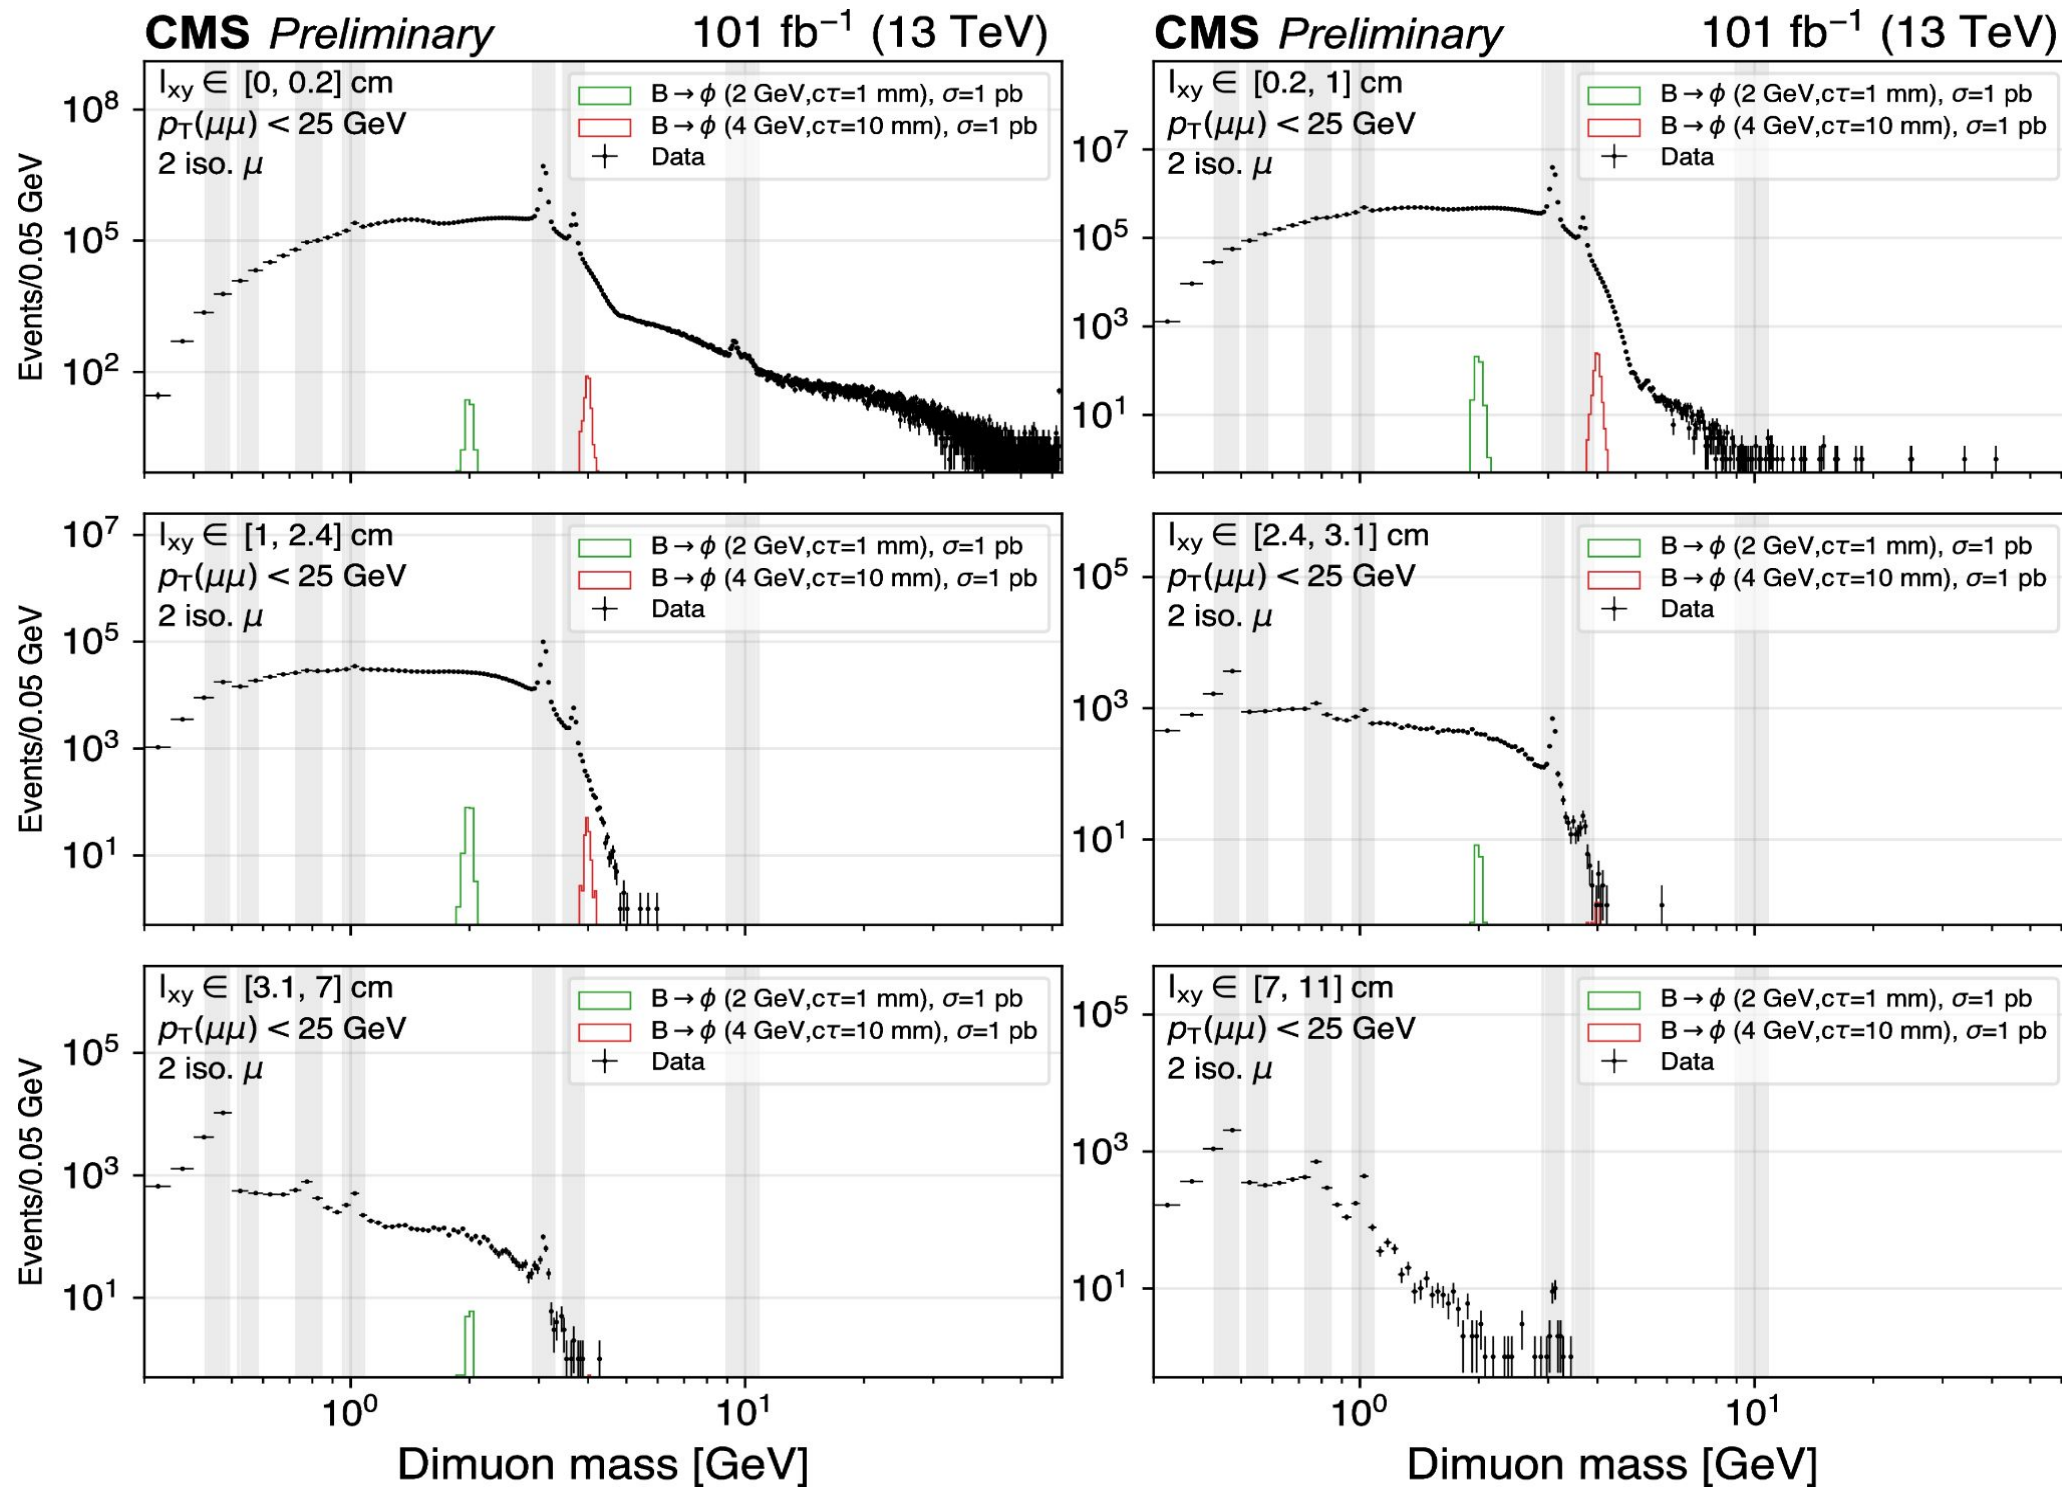 CMS Preliminary 101 fb⁻¹ (13 TeV)
CMS Preliminary 101 fb⁻¹ (13 TeV)
Events/0.05 GeV
10⁸
10⁵
10²
lxy ∈ [0, 0.2] cm
pT(μμ) < 25 GeV
2 iso. μ
B→ϕ (2 GeV,cτ=1 mm), σ=1 pb
B→ϕ (4 GeV,cτ=10 mm), σ=1 pb
Data
10⁷
10⁵
10³
10¹
lxy ∈ [0.2, 1] cm
pT(μμ) < 25 GeV
2 iso. μ
B→ϕ (2 GeV,cτ=1 mm), σ=1 pb
B→ϕ (4 GeV,cτ=10 mm), σ=1 pb
Data
Events/0.05 GeV
10⁷
10⁵
10³
10¹
lxy ∈ [1, 2.4] cm
pT(μμ) < 25 GeV
2 iso. μ
B→ϕ (2 GeV,cτ=1 mm), σ=1 pb
B→ϕ (4 GeV,cτ=10 mm), σ=1 pb
Data
10⁵
10³
10¹
lxy ∈ [2.4, 3.1] cm
pT(μμ) < 25 GeV
2 iso. μ
B→ϕ (2 GeV,cτ=1 mm), σ=1 pb
B→ϕ (4 GeV,cτ=10 mm), σ=1 pb
Data
Events/0.05 GeV
10⁵
10³
10¹
lxy ∈ [3.1, 7] cm
pT(μμ) < 25 GeV
2 iso. μ
B→ϕ (2 GeV,cτ=1 mm), σ=1 pb
B→ϕ (4 GeV,cτ=10 mm), σ=1 pb
Data
10⁰ 10¹
Dimuon mass [GeV]
10⁵
10³
10¹
lxy ∈ [7, 11] cm
pT(μμ) < 25 GeV
2 iso. μ
B→ϕ (2 GeV,cτ=1 mm), σ=1 pb
B→ϕ (4 GeV,cτ=10 mm), σ=1 pb
Data
10⁰ 10¹
Dimuon mass [GeV]